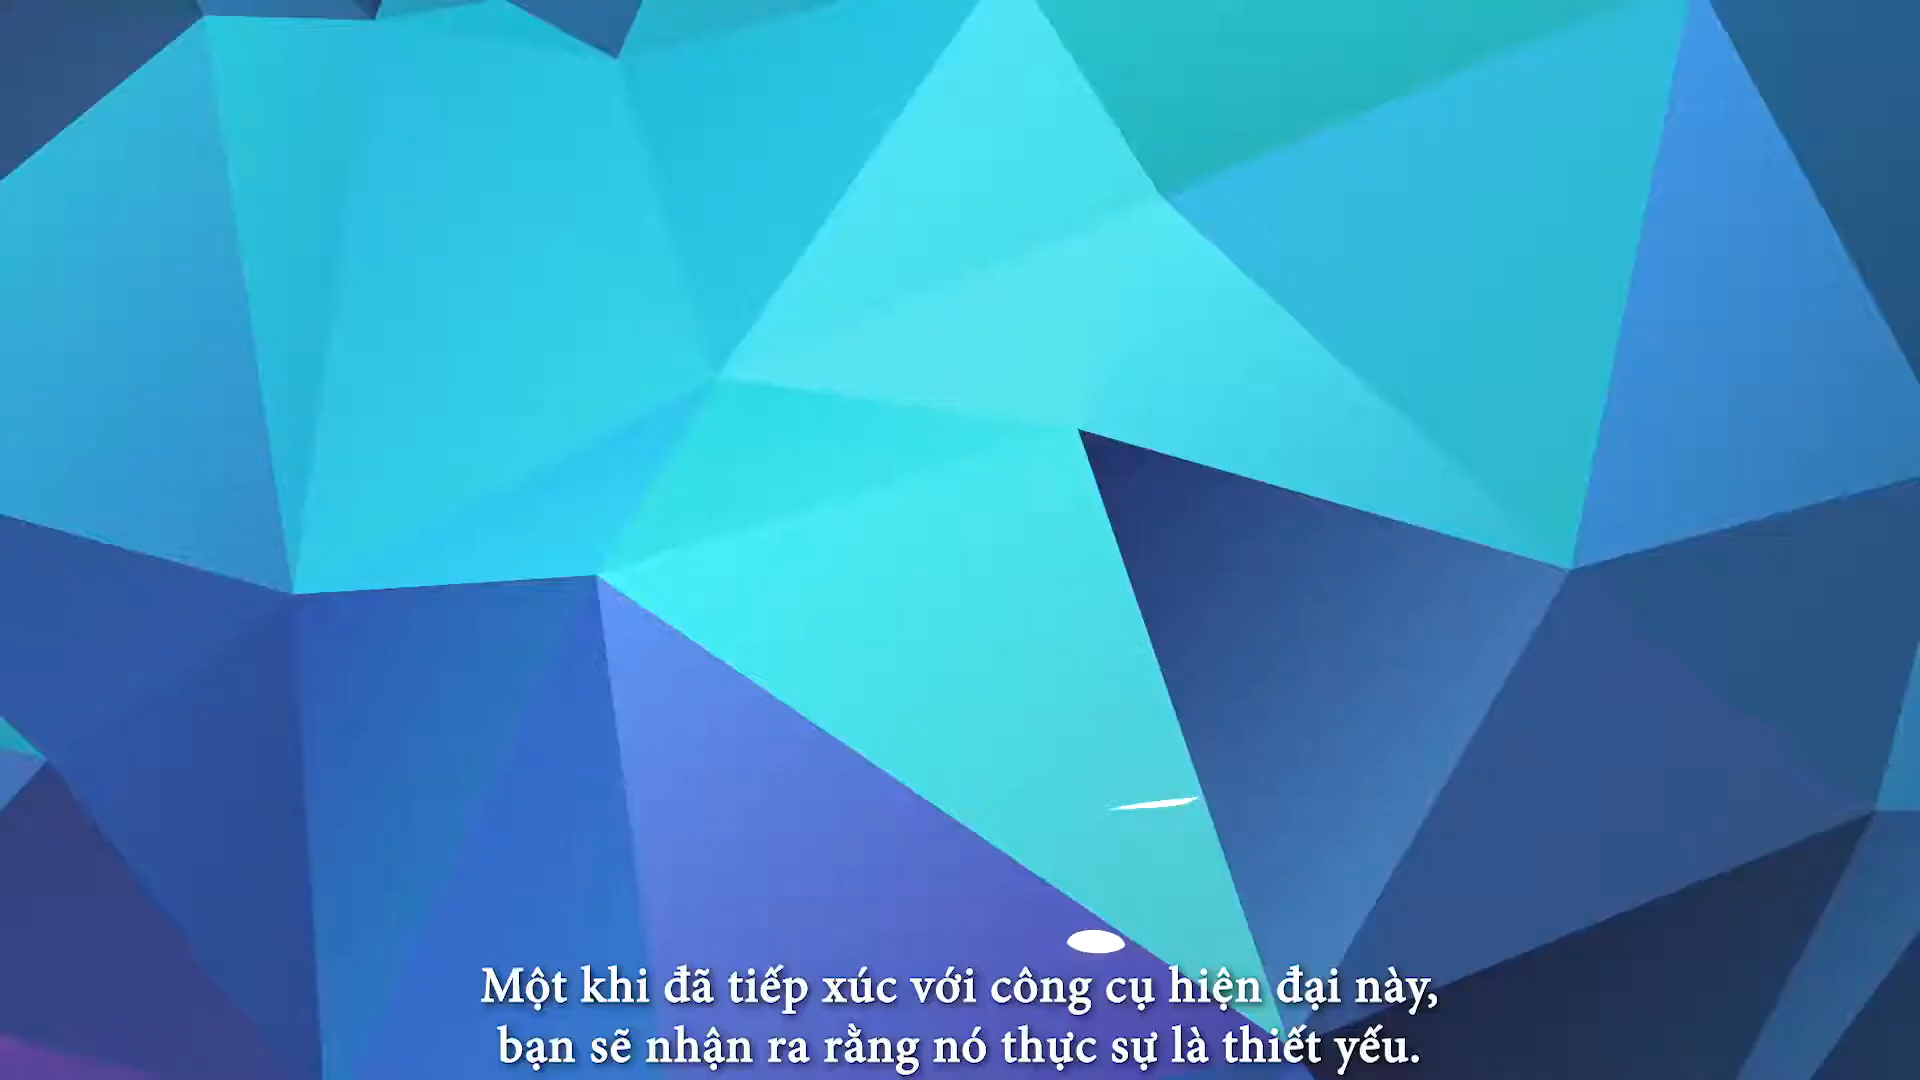 Một khi đã tiếp xúc với công cụ hiện đại này,
bạn sẽ nhận ra rằng nó thực sự là thiết yếu.